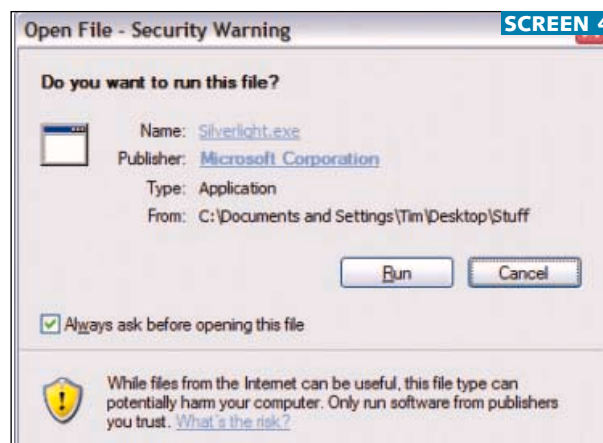 SCREEN 4
Open File - Security Warning
Do you want to run this file?
Name: Silverlight.exe
Publisher: Microsoft Corporation
Type: Application
From: C:\Documents and Settings\Tim\Desktop\Stuff
Run Cancel
Always ask before opening this file
While files from the Internet can be useful, this file type can
potentially harm your computer. Only run software from publishers
you trust. What's the risk?